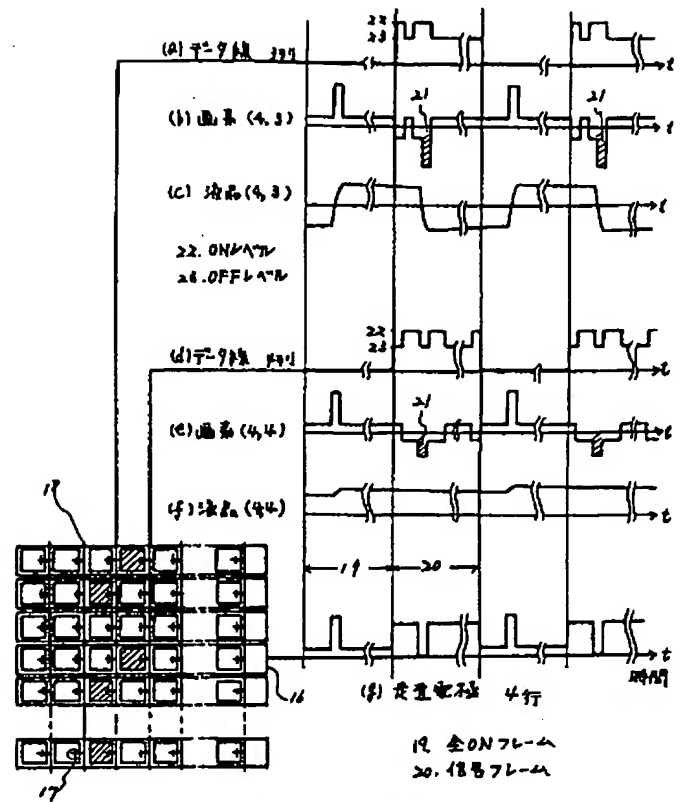 22
23
(a) データ線 3列
t
21
21
(b) 画素 (4,3)
t
(c) 液晶 (4,3)
t
22. ONレベル
23. OFFレベル
22
23
(d) データ線 4列
t
21
(e) 画素 (4,4)
t
(f) 液晶 (4,4)
t
18
19
20
t
時間
16
(g) 走査電極 4行
19. 全ONフレーム
20. 信号フレーム
17